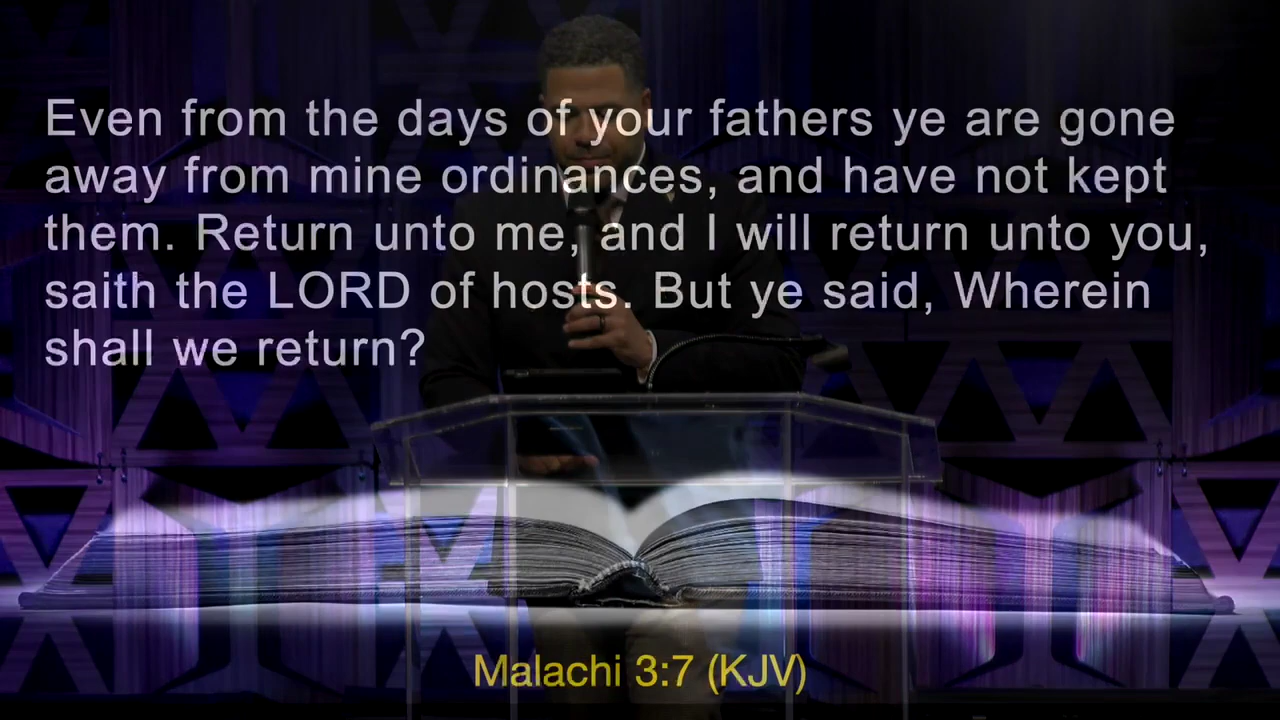 Even from the days of your fathers ye are gone
away from mine ordinances, and have not kept
them. Return unto me, and I will return unto you,
saith the LORD of hosts. But ye said, Wherein
shall we return?
Malachi 3:7 (KJV)